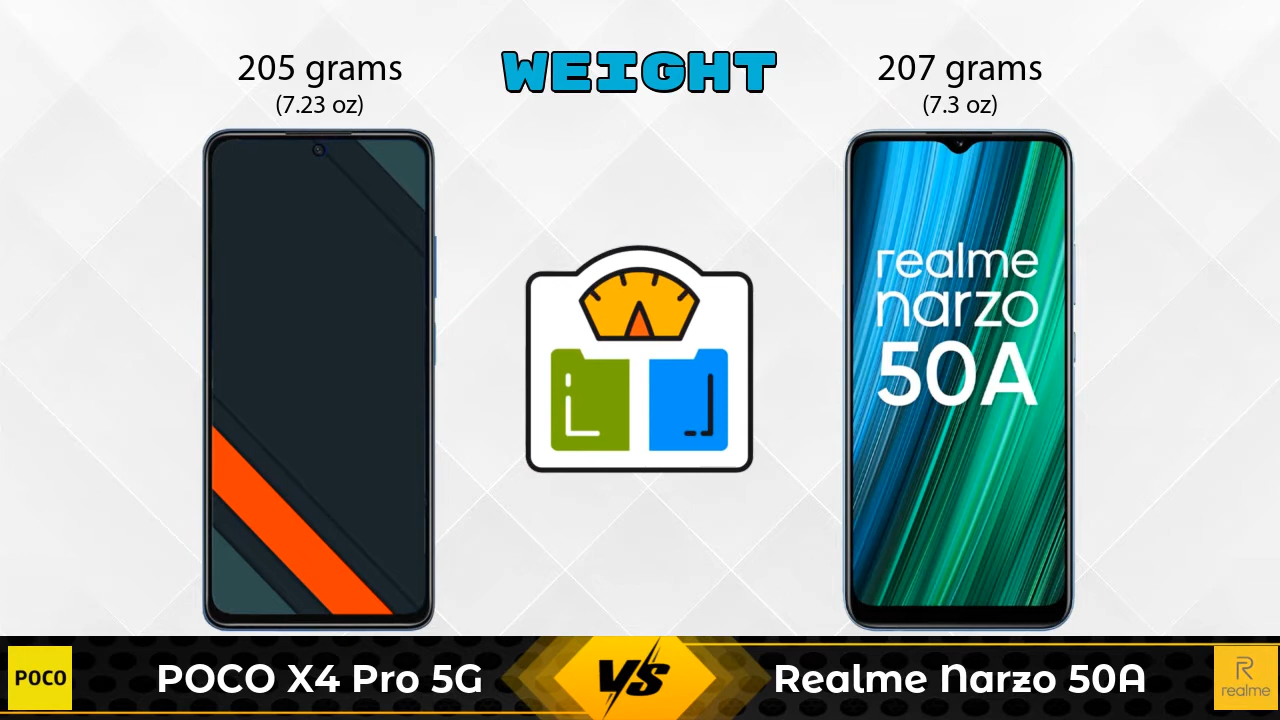 205 grams
(7.23 oz)
WEIGHT
207 grams
(7.3 oz)
realme
narzo
50A
POCO
POCO X4 Pro 5G
VS
Realme Narzo 50A
R
realme